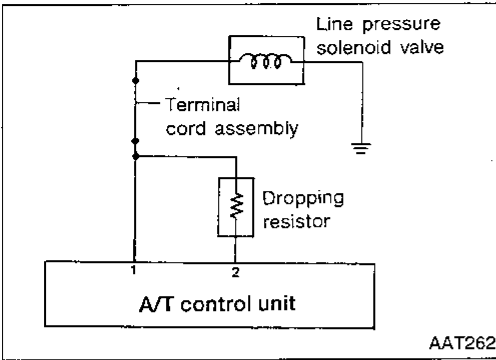 Line pressure
solenoid valve
Terminal
cord assembly
Dropping
resistor
1 2
A/T control unit
AAT262